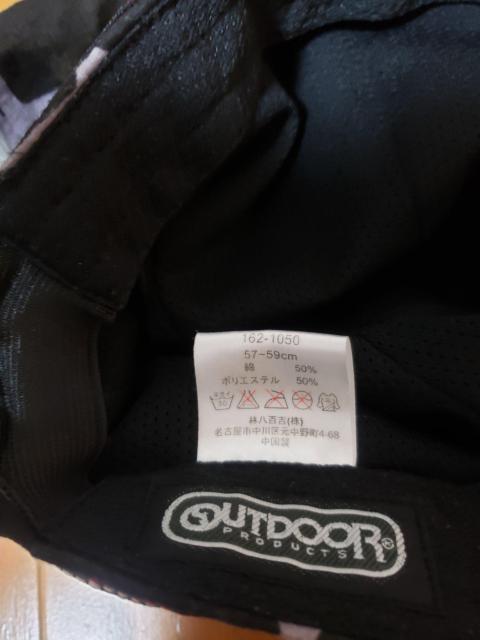 162-1050
57-59cm
綿 50%
ポリエステル 50%
林八百吉(株)
名古屋市中川区元中野町4-68
中国製
OUTDOOR®
PRODUCTS